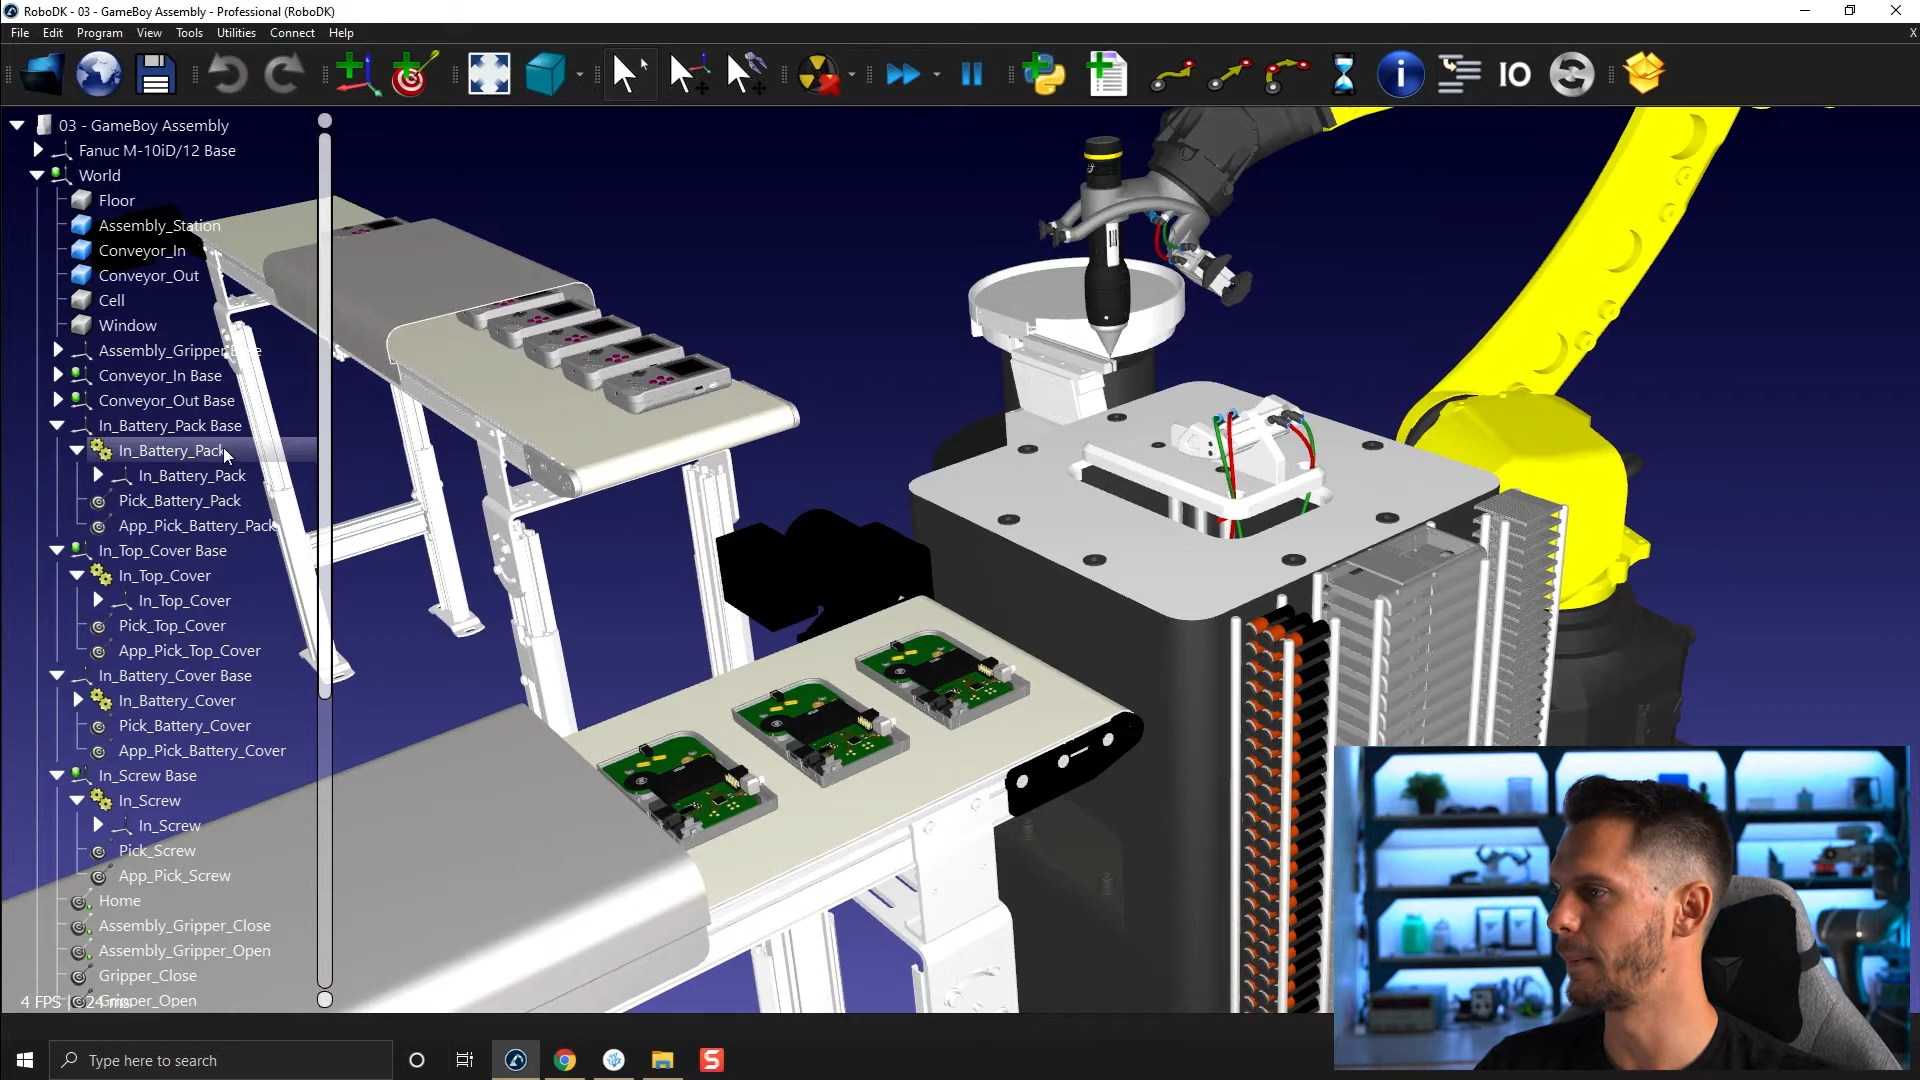 RoboDK - 03 - GameBoy Assembly - Professional (RoboDK)
File Edit Program View Tools Utilities Connect Help X
IO
03 - GameBoy Assembly
Fanuc M-10iD/12 Base
World
Floor
Assembly_Station
Conveyor_In
Conveyor_Out
Cell
Window
Assembly_Gripper Base
Conveyor_In Base
Conveyor_Out Base
In_Battery_Pack Base
In_Battery_Pack
In_Battery_Pack
Pick_Battery_Pack
App_Pick_Battery_Pack
In_Top_Cover Base
In_Top_Cover
In_Top_Cover
Pick_Top_Cover
App_Pick_Top_Cover
In_Battery_Cover Base
In_Battery_Cover
Pick_Battery_Cover
App_Pick_Battery_Cover
In_Screw Base
In_Screw
In_Screw
Pick_Screw
App_Pick_Screw
Home
Assembly_Gripper_Close
Assembly_Gripper_Open
Gripper_Close
Gripper_Open
4 FPS
Type here to search